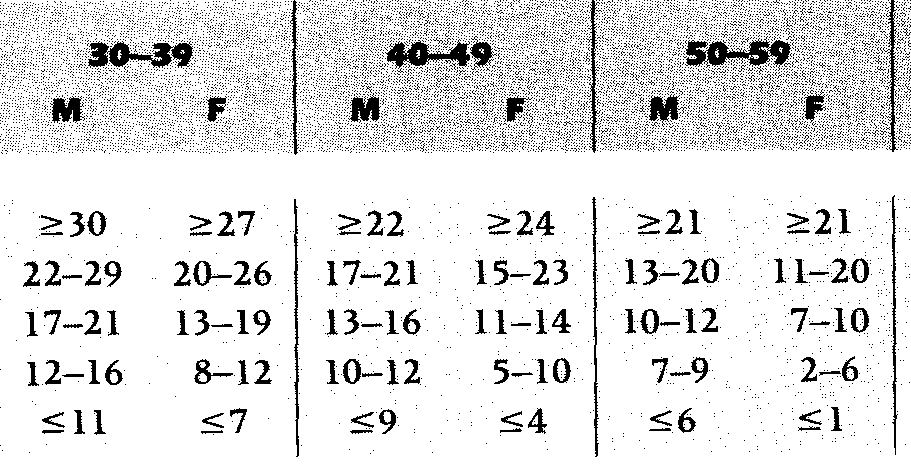 30–39 40–49 50–59
M F M F M F
≥30 ≥27 ≥22 ≥24 ≥21 ≥21
22–29 20–26 17–21 15–23 13–20 11–20
17–21 13–19 13–16 11–14 10–12 7–10
12–16 8–12 10–12 5–10 7–9 2–6
≤11 ≤7 ≤9 ≤4 ≤6 ≤1